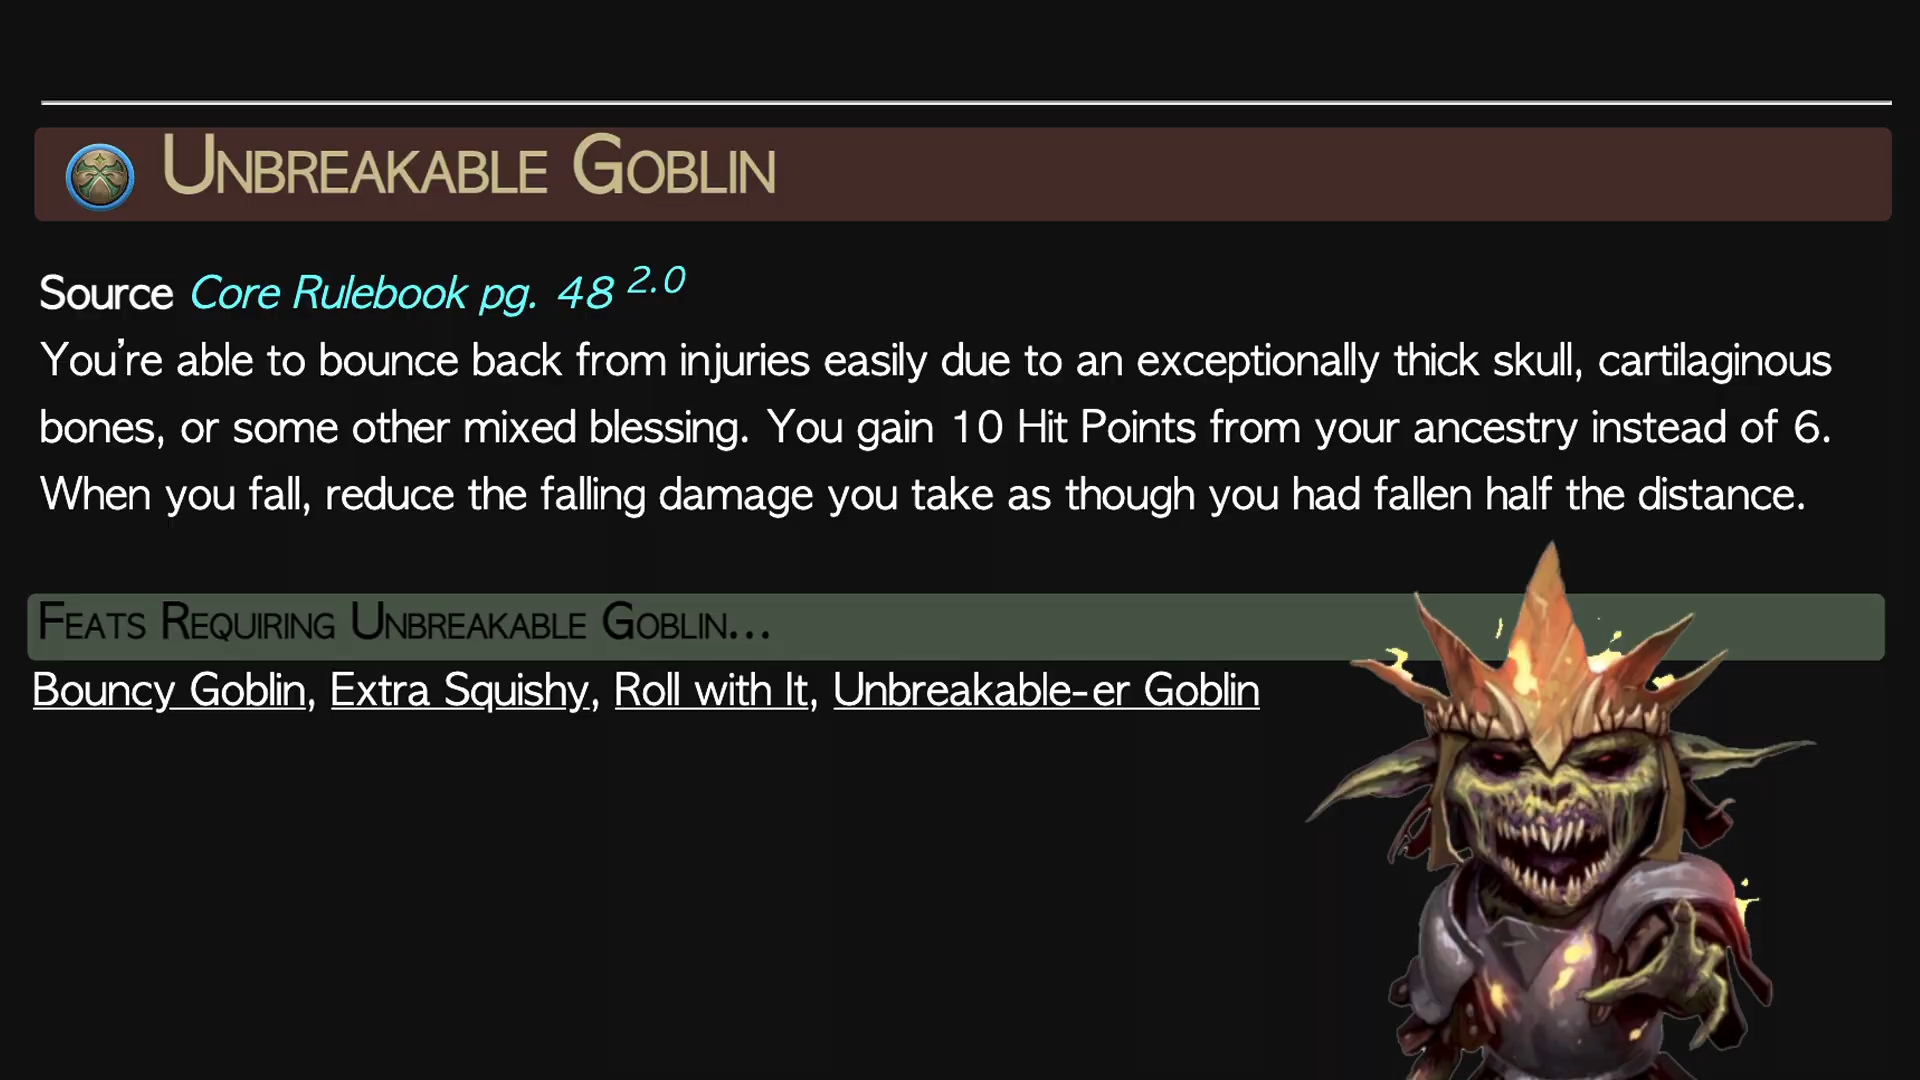 Unbreakable Goblin
Source Core Rulebook pg. 48 2.0
You're able to bounce back from injuries easily due to an exceptionally thick skull, cartilaginous
bones, or some other mixed blessing. You gain 10 Hit Points from your ancestry instead of 6.
When you fall, reduce the falling damage you take as though you had fallen half the distance.
Feats Requiring Unbreakable Goblin...
Bouncy Goblin, Extra Squishy, Roll with It, Unbreakable-er Goblin